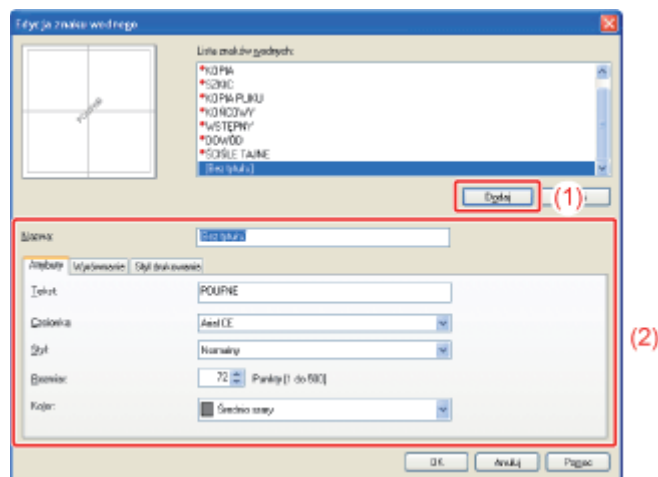 Edycja znaku wodnego
Lista znaków wodnych:
POUFNE
*KOPIA
*SZKIC
*KOPIA PLIKU
*KOŃCOWY
*WSTĘPNY
*DOWÓD
*ŚCIŚLE TAJNE
[Bez tytułu]
Dodaj
(1)
Nazwa:
Bez tytułu
Atrybuty Wyrównanie Styl drukowania
Tekst:
POUFNE
Czcionka:
Arial CE
Styl:
Normalny
Rozmiar:
72 Punkty [1 do 500]
Kolor:
Średnio szary
(2)
OK Anuluj Pomoc